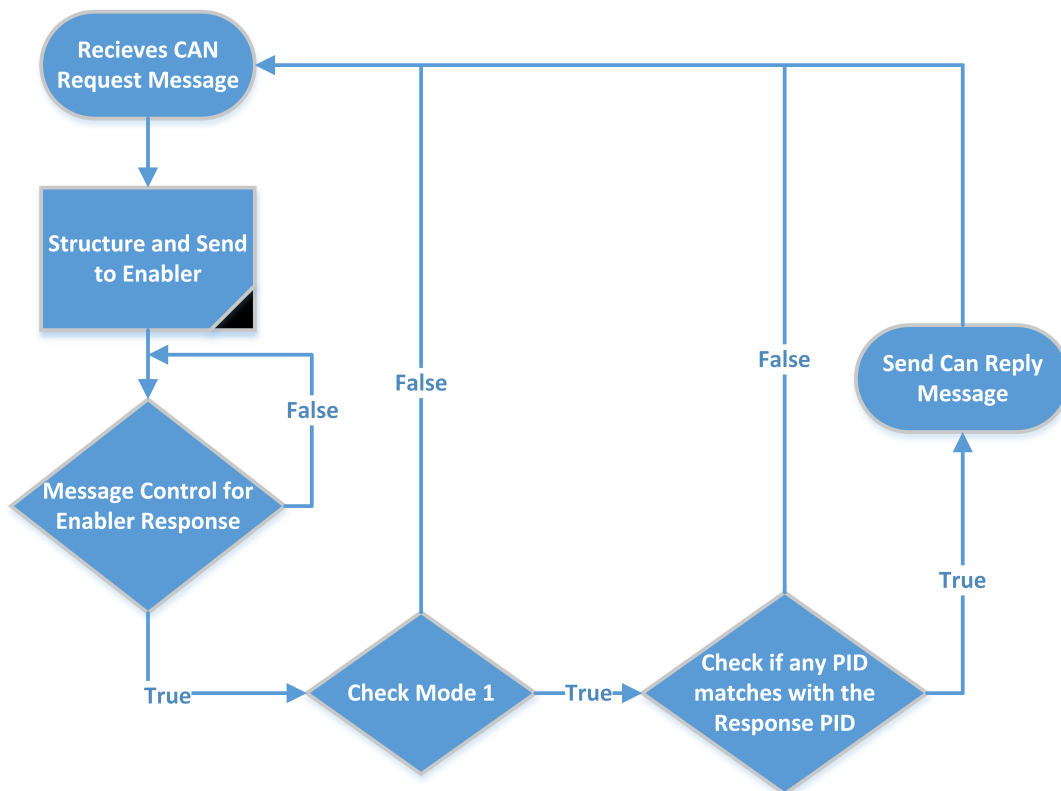 Recieves CAN
Request Message
Structure and Send
to Enabler
False
Message Control for
Enabler Response
True
Check Mode 1
False
True
Check if any PID
matches with the
Response PID
False
True
Send Can Reply
Message